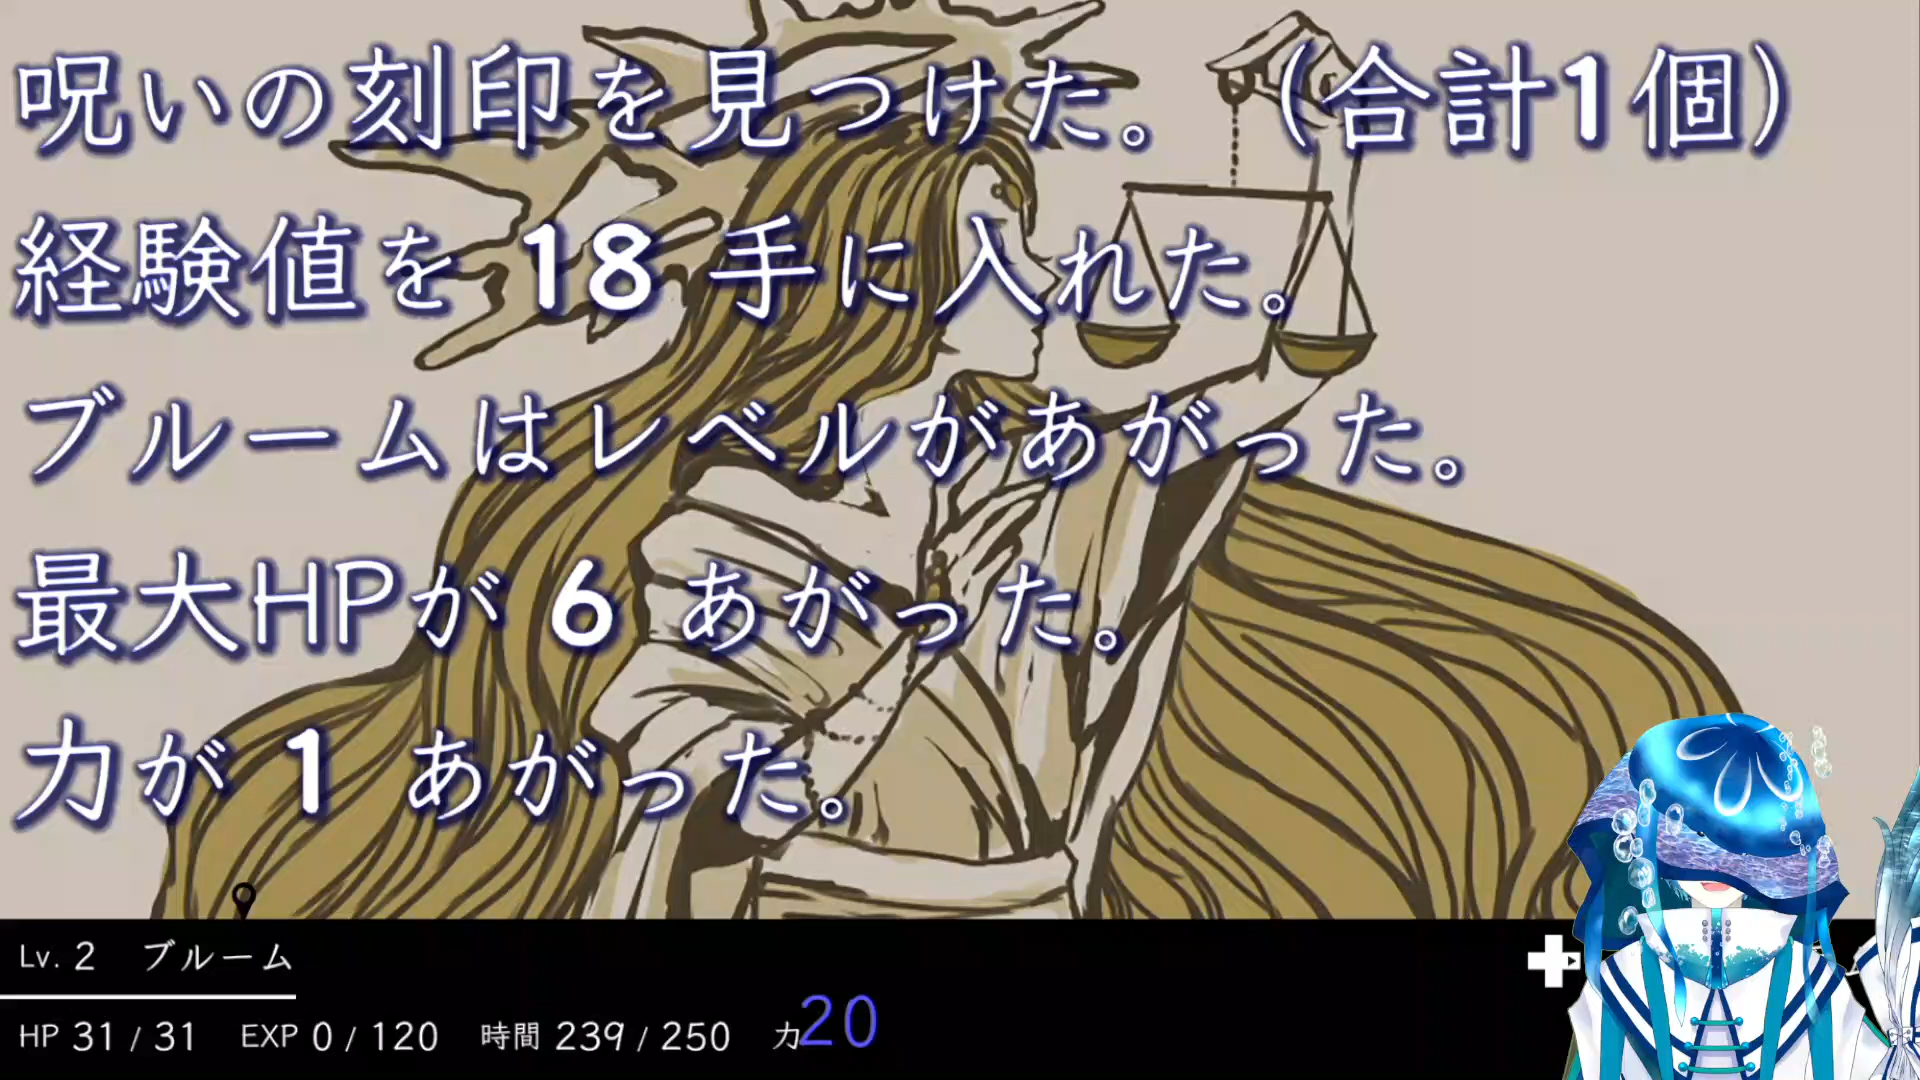 呪いの刻印を見つけた。（合計1個）
経験値を 18 手に入れた。
ブルームはレベルがあがった。
最大HPが 6 あがった。
力が 1 あがった。
Lv. 2 ブルーム
HP 31 / 31 EXP 0 / 120 時間 239 / 250 力20